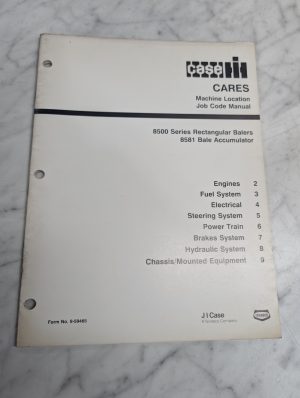 case IH
CARES
Machine Location
Job Code Manual
8500 Series Rectangular Balers
8581 Bale Accumulator
Engines 2
Fuel System 3
Electrical 4
Steering System 5
Power Train 6
Brakes System 7
Hydraulic System 8
Chassis/Mounted Equipment 9
J I Case
A Tenneco Company
TENNECO